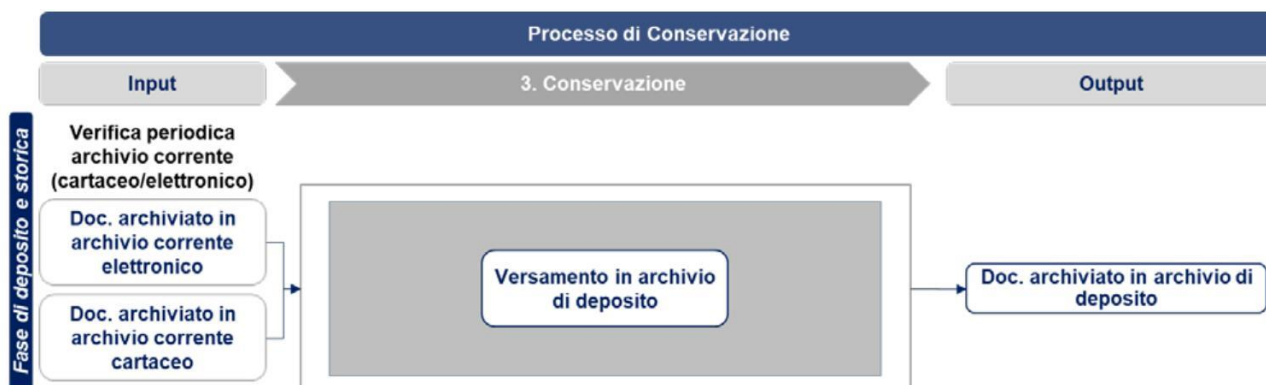 Processo di Conservazione
Input
3. Conservazione
Output
Fase di deposito e storica
Verifica periodica
archivio corrente
(cartaceo/elettronico)
Doc. archiviato in
archivio corrente
elettronico
Doc. archiviato in
archivio corrente
cartaceo
Versamento in archivio
di deposito
Doc. archiviato in archivio di
deposito